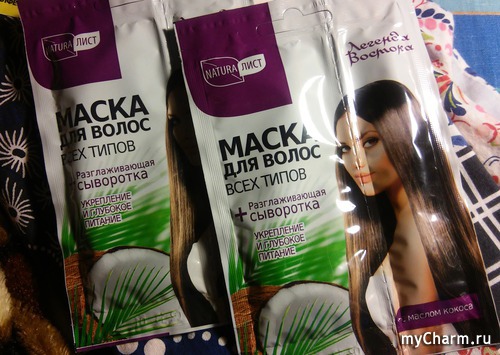 NATURA ЛИСТ
МАСКА
ДЛЯ ВОЛОС
ВСЕХ ТИПОВ
+ Разглаживающая
сыворотка
УКРЕПЛЕНИЕ
И ГЛУБОКОЕ
ПИТАНИЕ
NATURA ЛИСТ
Легенда
Востока
МАСКА
ДЛЯ ВОЛОС
ВСЕХ ТИПОВ
+ Разглаживающая
сыворотка
УКРЕПЛЕНИЕ
И ГЛУБОКОЕ
ПИТАНИЕ
с маслом кокоса
myCharm.ru